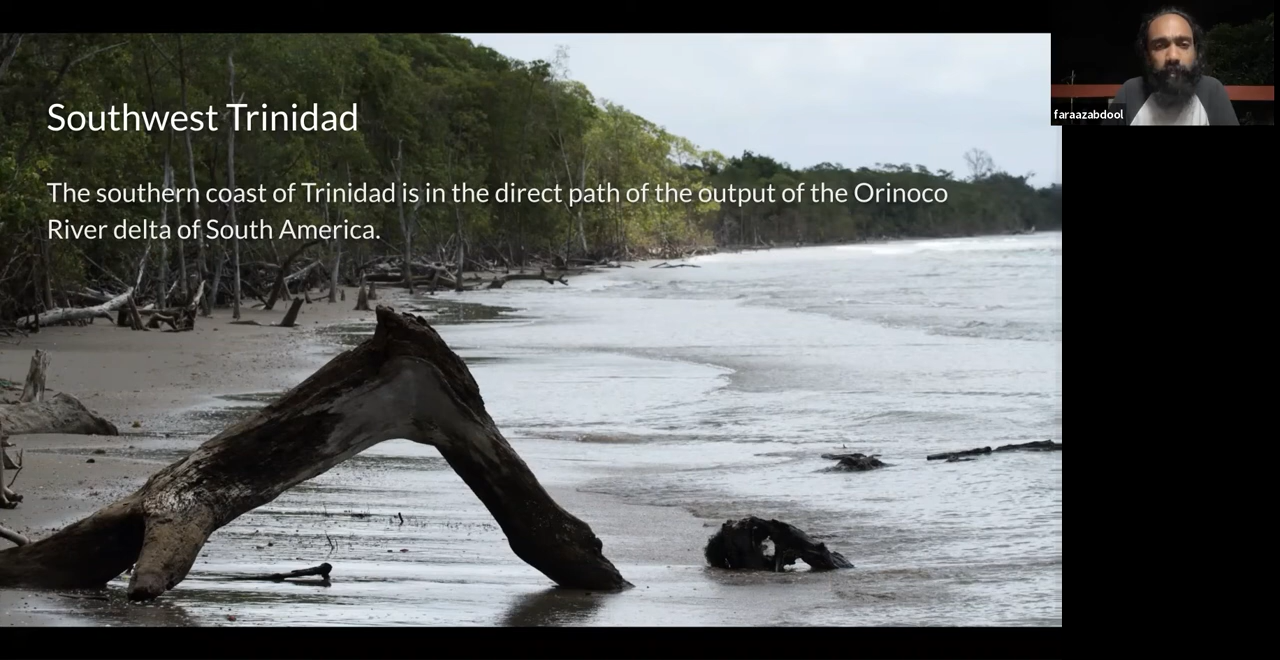 Southwest Trinidad
The southern coast of Trinidad is in the direct path of the output of the Orinoco
River delta of South America.
faraazabdool